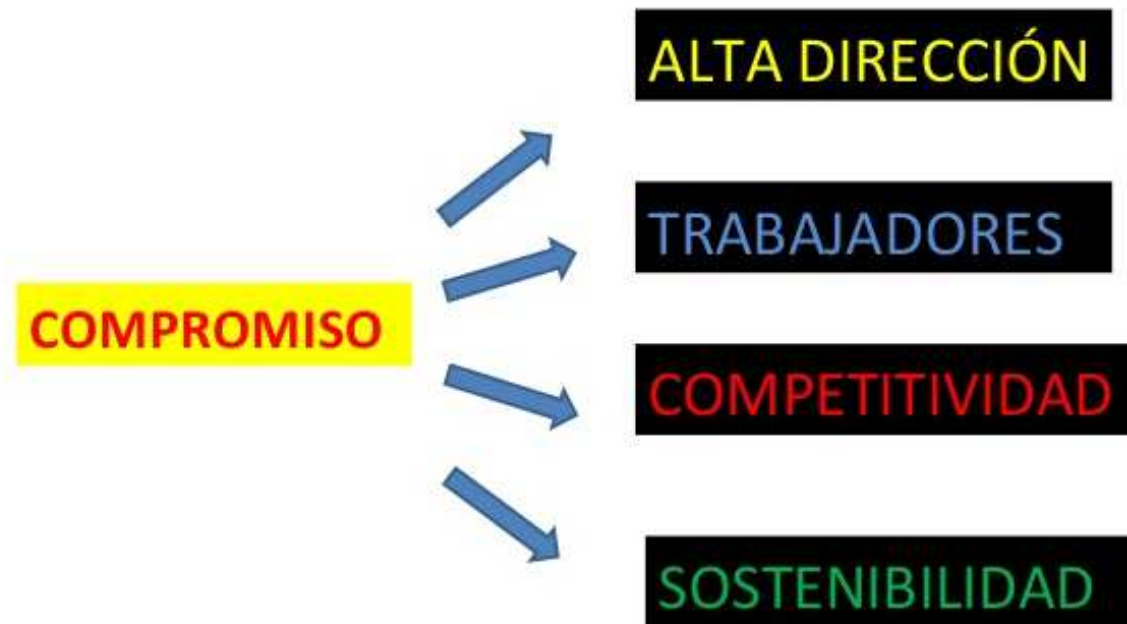 ALTA DIRECCIÓN
TRABAJADORES
COMPROMISO
COMPETITIVIDAD
SOSTENIBILIDAD